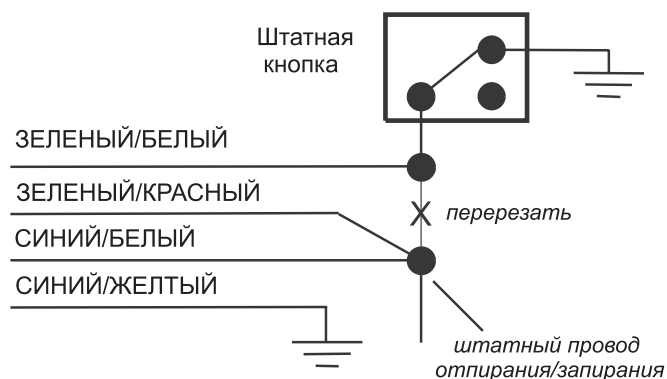 Штатная
кнопка
ЗЕЛЕНЫЙ/БЕЛЫЙ
ЗЕЛЕНЫЙ/КРАСНЫЙ
X перерезать
СИНИЙ/БЕЛЫЙ
СИНИЙ/ЖЕЛТЫЙ
штатный провод
отпирания/запирания